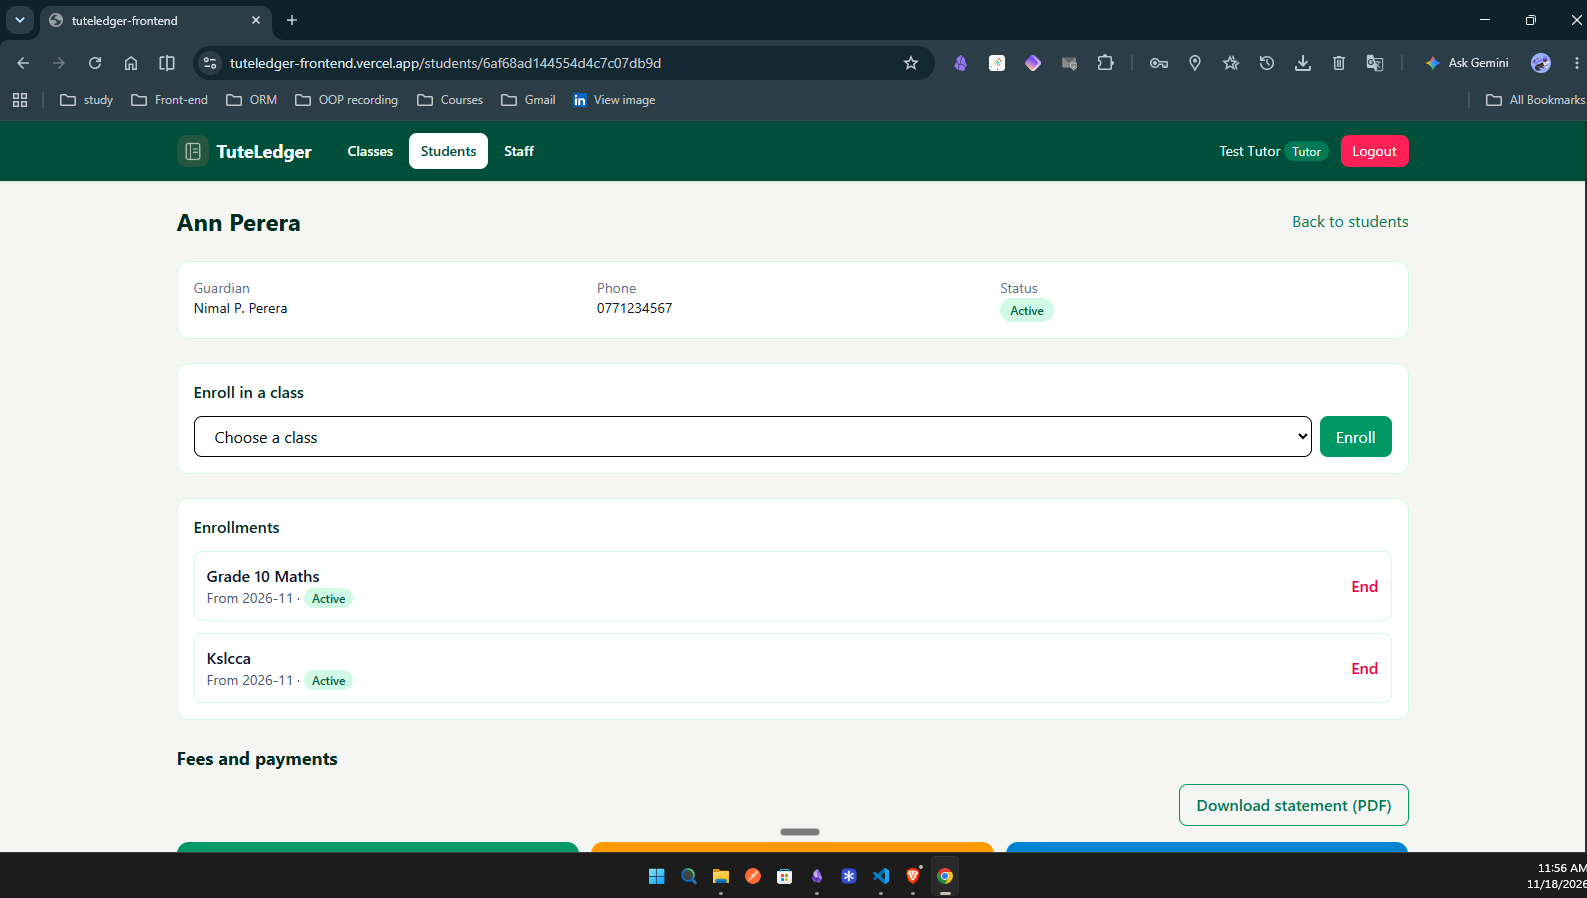 tuteledger-frontend
tuteledger-frontend.vercel.app/students/6af68ad144554d4c7c07db9d
Ask Gemini
study
Front-end
ORM
OOP recording
Courses
Gmail
in View image
All Bookmarks
TuteLedger
Classes
Students
Staff
Test Tutor Tutor
Logout
Ann Perera
Back to students
Guardian
Nimal P. Perera
Phone
0771234567
Status
Active
Enroll in a class
Choose a class
Enroll
Enrollments
Grade 10 Maths
From 2026-11 · Active
End
Kslcca
From 2026-11 · Active
End
Fees and payments
Download statement (PDF)
11:56 AM
11/18/2026